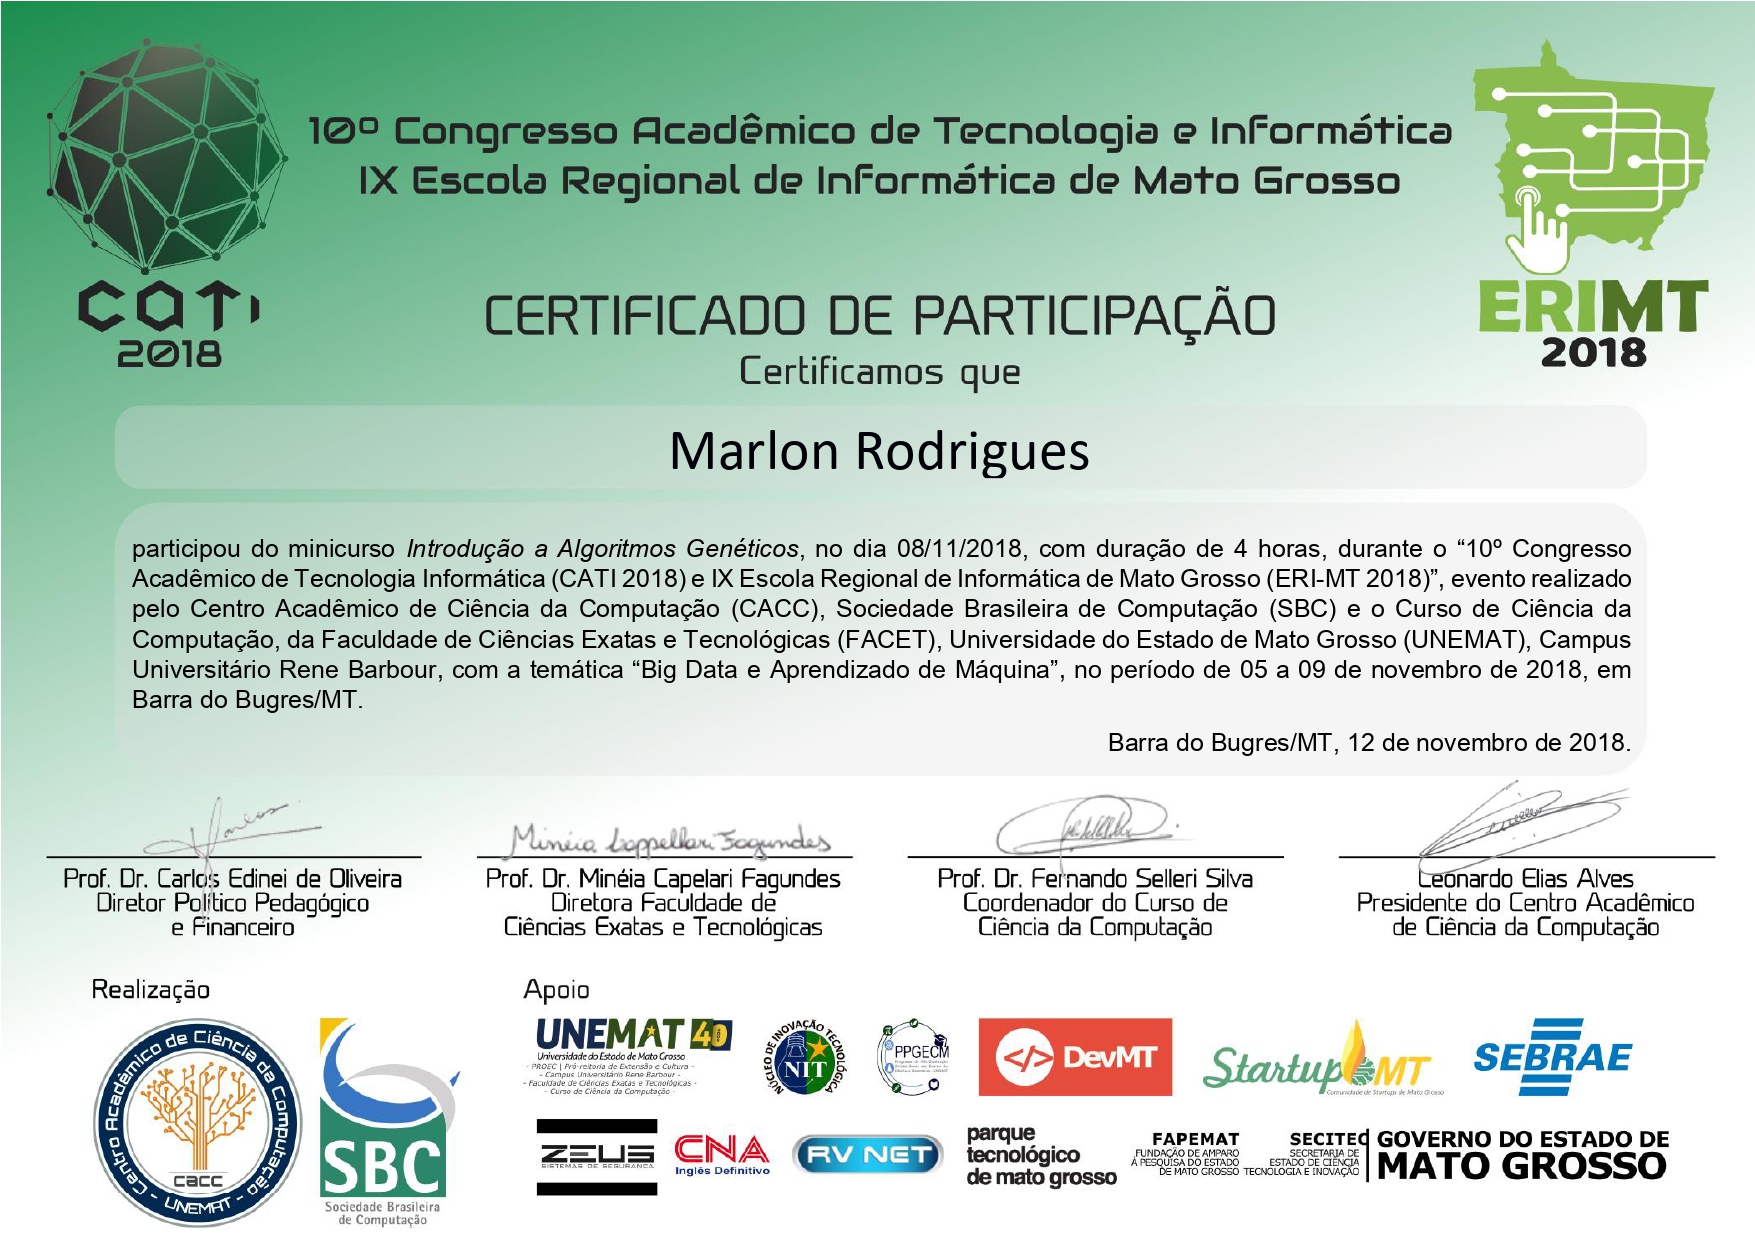 10º Congresso Acadêmico de Tecnologia e Informática
IX Escola Regional de Informática de Mato Grosso
CATI
2018
ERIMT
2018
CERTIFICADO DE PARTICIPAÇÃO
Certificamos que
Marlon Rodrigues
participou do minicurso Introdução a Algoritmos Genéticos, no dia 08/11/2018, com duração de 4 horas, durante o “10º Congresso
Acadêmico de Tecnologia Informática (CATI 2018) e IX Escola Regional de Informática de Mato Grosso (ERI-MT 2018)”, evento realizado
pelo Centro Acadêmico de Ciência da Computação (CACC), Sociedade Brasileira de Computação (SBC) e o Curso de Ciência da
Computação, da Faculdade de Ciências Exatas e Tecnológicas (FACET), Universidade do Estado de Mato Grosso (UNEMAT), Campus
Universitário Rene Barbour, com a temática “Big Data e Aprendizado de Máquina”, no período de 05 a 09 de novembro de 2018, em
Barra do Bugres/MT.
Barra do Bugres/MT, 12 de novembro de 2018.
Minéia Cappellari Fagundes
Prof. Dr. Carlos Edinei de Oliveira
Diretor Político Pedagógico
e Financeiro
Prof. Dr. Minéia Capelari Fagundes
Diretora Faculdade de
Ciências Exatas e Tecnológicas
Prof. Dr. Fernando Selleri Silva
Coordenador do Curso de
Ciência da Computação
Leonardo Elias Alves
Presidente do Centro Acadêmico
de Ciência da Computação
Realização
Centro Acadêmico de Ciência da Computação
cacc
- UNEMAT -
SBC
Sociedade Brasileira
de Computação
Apoio
UNEMAT 40
Universidade do Estado de Mato Grosso
- PROEC | Pró-reitoria de Extensão e Cultura -
- Campus Universitário Rene Barbour -
- Faculdade de Ciências Exatas e Tecnológicas -
- Curso de Ciência da Computação -
NÚCLEO DE INOVAÇÃO TECNOLÓGICA
NIT
PPGECM
</> DevMT
Startup MT
Comunidade de Startups de Mato Grosso
SEBRAE
ZEUS
SISTEMAS DE SEGURANÇA
CNA
Inglês Definitivo
RV NET
parque
tecnológico
de mato grosso
FAPEMAT
FUNDAÇÃO DE AMPARO
À PESQUISA DO ESTADO
DE MATO GROSSO
SECITEC
SECRETARIA DE
ESTADO DE CIÊNCIA
TECNOLOGIA E INOVAÇÃO
GOVERNO DO ESTADO DE
MATO GROSSO